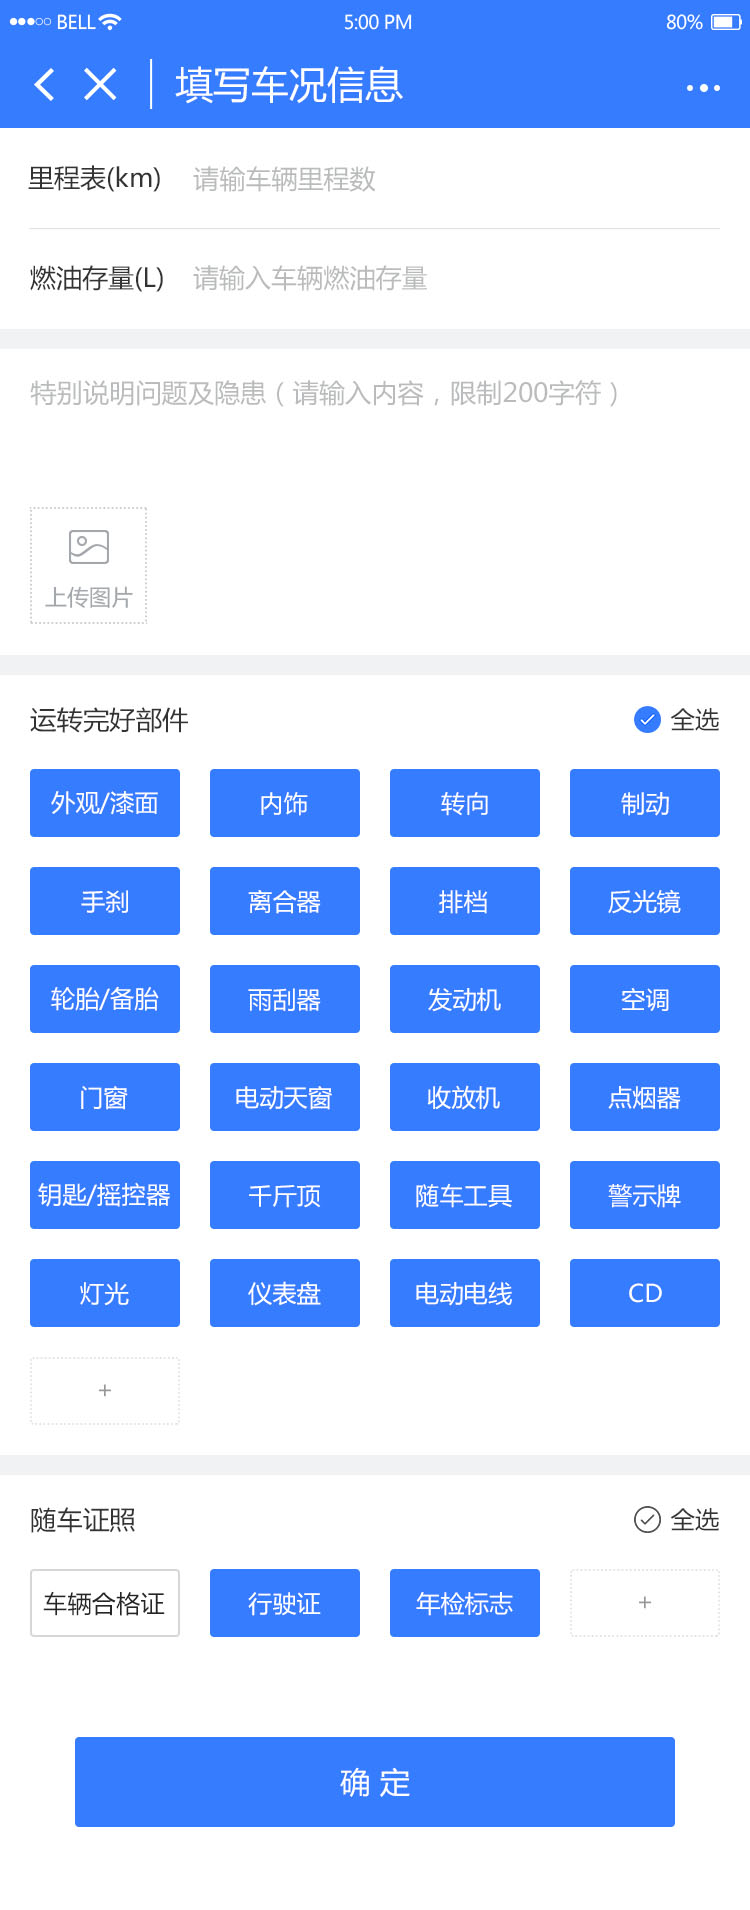 BELL 5:00 PM 80%
填写车况信息
里程表(km) 请输车辆里程数
燃油存量(L) 请输入车辆燃油存量
特别说明问题及隐患（请输入内容，限制200字符）
上传图片
运转完好部件 全选
外观/漆面 内饰 转向 制动
手刹 离合器 排档 反光镜
轮胎/备胎 雨刮器 发动机 空调
门窗 电动天窗 收放机 点烟器
钥匙/摇控器 千斤顶 随车工具 警示牌
灯光 仪表盘 电动电线 CD
+
随车证照 全选
车辆合格证 行驶证 年检标志 +
确 定